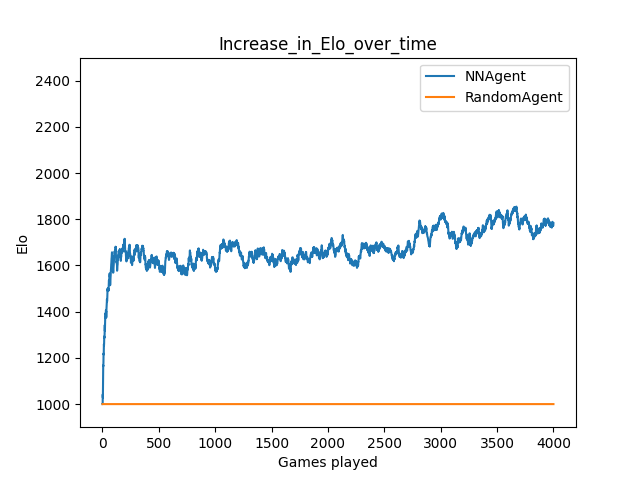 Increase_in_Elo_over_time
NNAgent
RandomAgent
2400
2200
2000
1800
1600
1400
1200
1000
Elo
0 500 1000 1500 2000 2500 3000 3500 4000
Games played